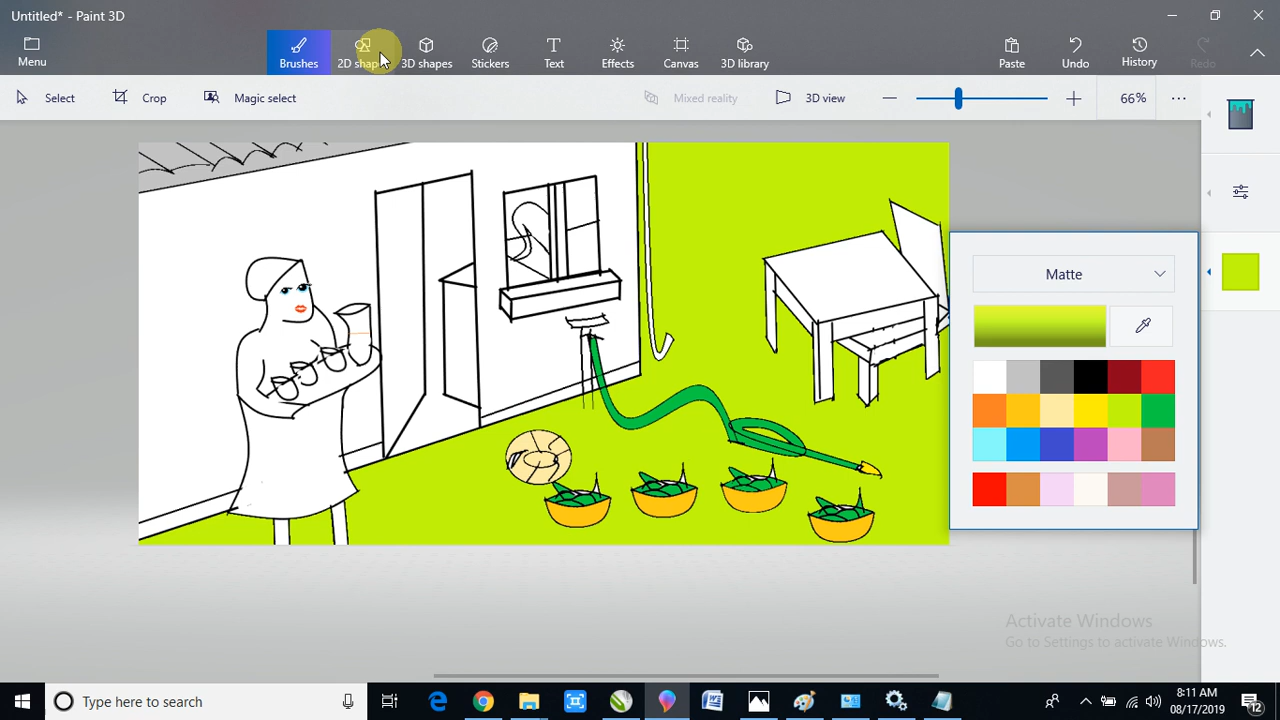 Untitled* - Paint 3D
Menu
Brushes
2D shapes
3D shapes
Stickers
Text
Effects
Canvas
3D library
Paste
Undo
History
Redo
Select
Crop
Magic select
Mixed reality
3D view
66%
Matte
Activate Windows
Go to Settings to activate Windows.
Type here to search
8:11 AM
08/17/2019
12